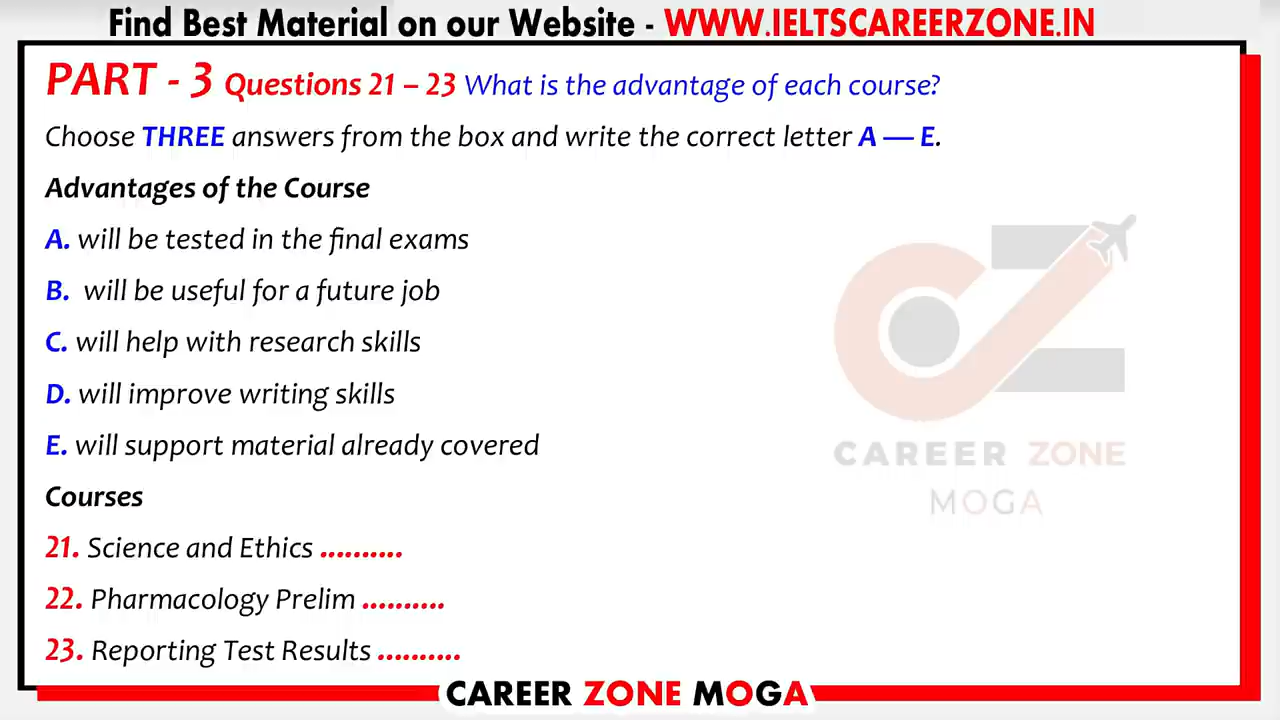 Find Best Material on our Website - WWW.IELTSCAREERZONE.IN
PART - 3 Questions 21 – 23 What is the advantage of each course?
Choose THREE answers from the box and write the correct letter A — E.
Advantages of the Course
A. will be tested in the final exams
B. will be useful for a future job
C. will help with research skills
D. will improve writing skills
E. will support material already covered
Courses
21. Science and Ethics ..........
22. Pharmacology Prelim ..........
23. Reporting Test Results ..........
CAREER ZONE
MOGA
CAREER ZONE MOGA